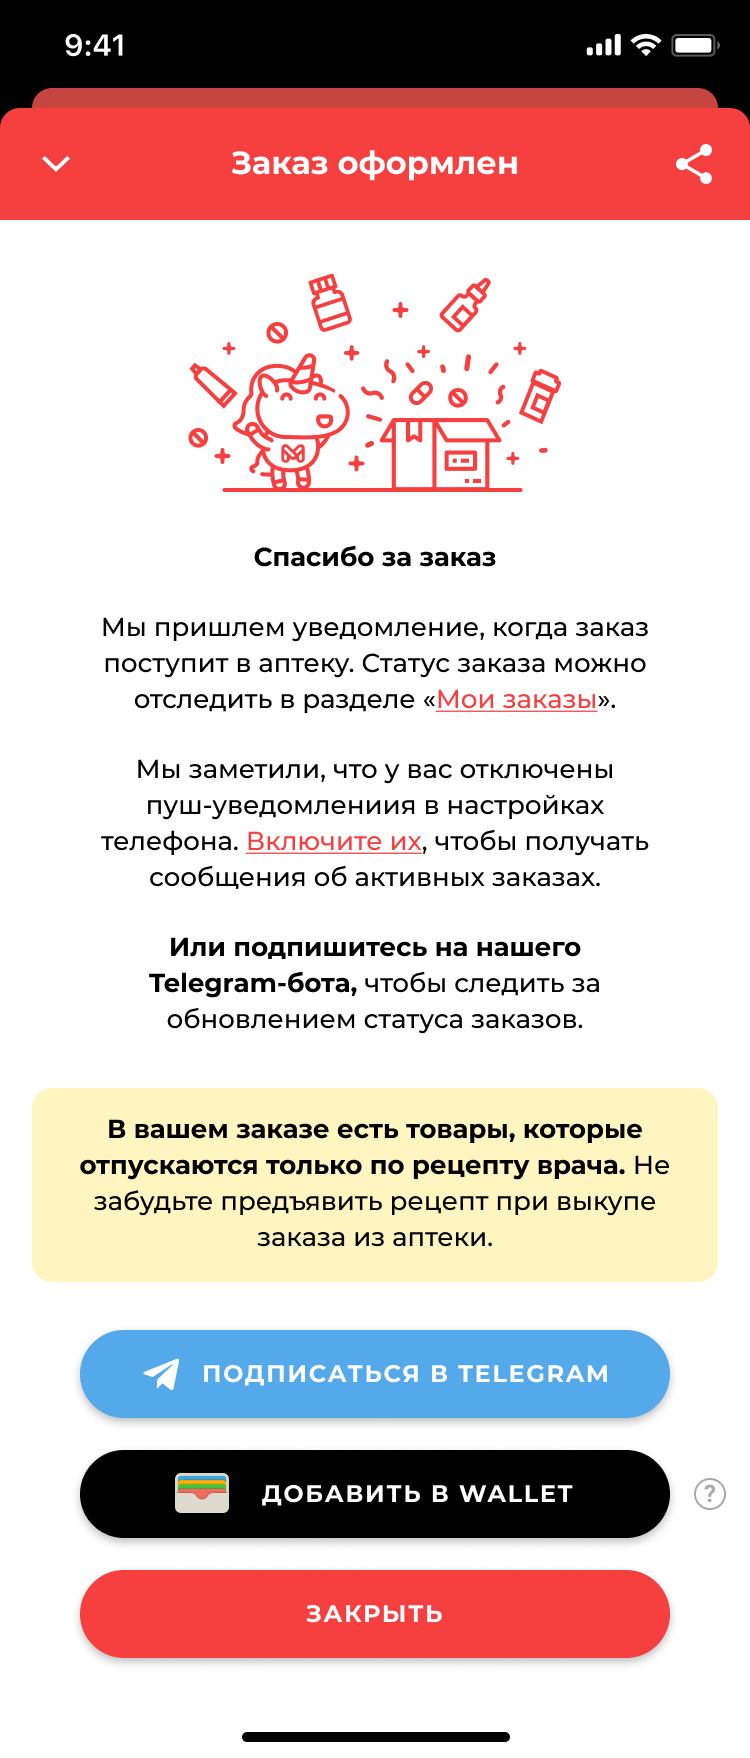 9:41
Заказ оформлен
Спасибо за заказ
Мы пришлем уведомление, когда заказ
поступит в аптеку. Статус заказа можно
отследить в разделе «Мои заказы».
Мы заметили, что у вас отключены
пуш-уведомлениия в настройках
телефона. Включите их, чтобы получать
сообщения об активных заказах.
Или подпишитесь на нашего
Telegram-бота, чтобы следить за
обновлением статуса заказов.
В вашем заказе есть товары, которые
отпускаются только по рецепту врача. Не
забудьте предъявить рецепт при выкупе
заказа из аптеки.
ПОДПИСАТЬСЯ В TELEGRAM
ДОБАВИТЬ В WALLET
?
ЗАКРЫТЬ